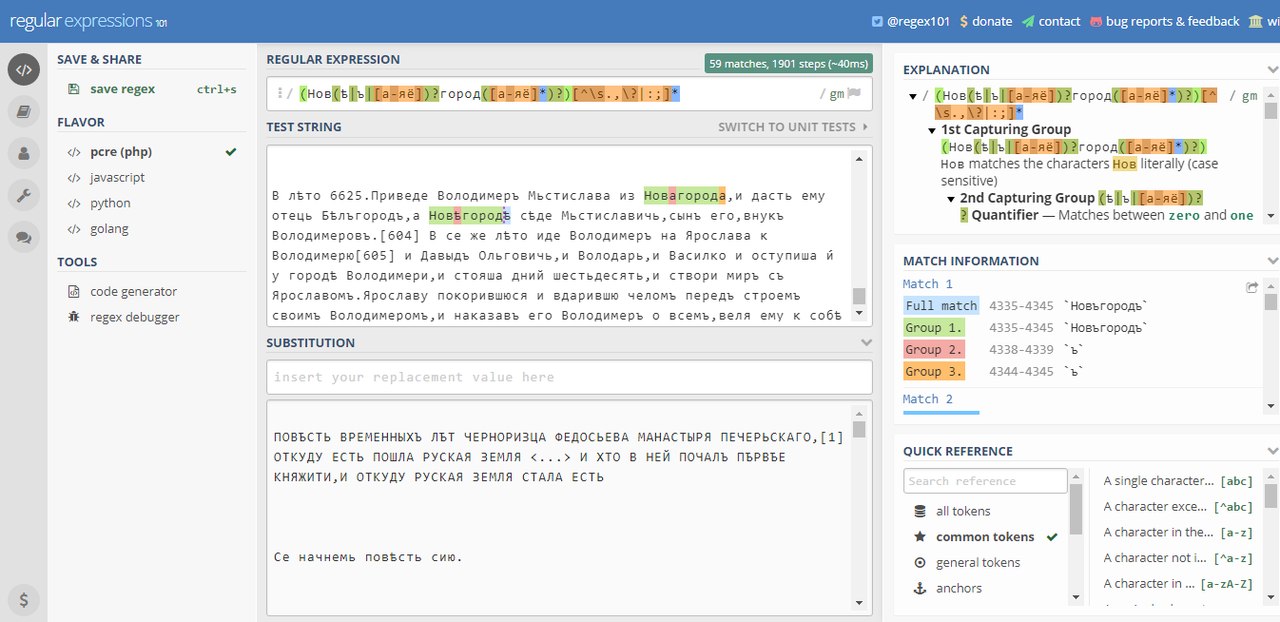 regular expressions 101
@regex101 $ donate contact bug reports & feedback wi
SAVE & SHARE
save regex ctrl+s
FLAVOR
</> pcre (php)
</> javascript
</> python
</> golang
TOOLS
code generator
regex debugger
$
REGULAR EXPRESSION
59 matches, 1901 steps (~40ms)
/ (Нов(ѣ|ъ|[а-яё])?город([а-яё]*)?)[^\s.,\?|:;]* / gm
TEST STRING
SWITCH TO UNIT TESTS
В лѣто 6625.Приведе Володимеръ Мьстислава из Новагорода,и дасть ему
отець Бѣльгородъ,а Новѣгородѣ сѣде Мьстиславичь,сынъ его,внукъ
Володимеровъ.[604] В се же лѣто иде Володимеръ на Ярослава к
Володимерю[605] и Давыдъ Ольговичь,и Володарь,и Василко и оступиша й
у городѣ Володимери,и стояша дний шестьдесять,и створи миръ съ
Ярославомъ.Ярославу покорившюся и вдарившю челомъ передъ строемъ
своимъ Володимеромъ,и наказавъ его Володимеръ о всемъ,веля ему к собѣ
SUBSTITUTION
insert your replacement value here
ПОВѢСТЬ ВРЕМЕННЫХЪ ЛѢТ ЧЕРНОРИЗЦА ФЕДОСЬЕВА МАНАСТЫРЯ ПЕЧЕРЬСКАГО,[1]
ОТКУДУ ЕСТЬ ПОШЛА РУСКАЯ ЗЕМЛЯ <...> И ХТО В НЕЙ ПОЧАЛЪ ПѢРВѢЕ
КНЯЖИТИ,И ОТКУДУ РУСКАЯ ЗЕМЛЯ СТАЛА ЕСТЬ
Се начнемь повѣсть сию.
EXPLANATION
/ (Нов(ѣ|ъ|[а-яё])?город([а-яё]*)?)[^ / gm
\s.,\?|:;]*
1st Capturing Group
(Нов(ѣ|ъ|[а-яё])?город([а-яё]*)?)
Нов matches the characters Нов literally (case
sensitive)
2nd Capturing Group (ѣ|ъ|[а-яё])?
? Quantifier — Matches between zero and one
MATCH INFORMATION
Match 1
Full match 4335-4345 `Новъгородъ`
Group 1. 4335-4345 `Новъгородъ`
Group 2. 4338-4339 `ъ`
Group 3. 4344-4345 `ъ`
Match 2
QUICK REFERENCE
Search reference
all tokens
common tokens
general tokens
anchors
A single character... [abc]
A character exce... [^abc]
A character in the... [a-z]
A character not i... [^a-z]
A character in ... [a-zA-Z]